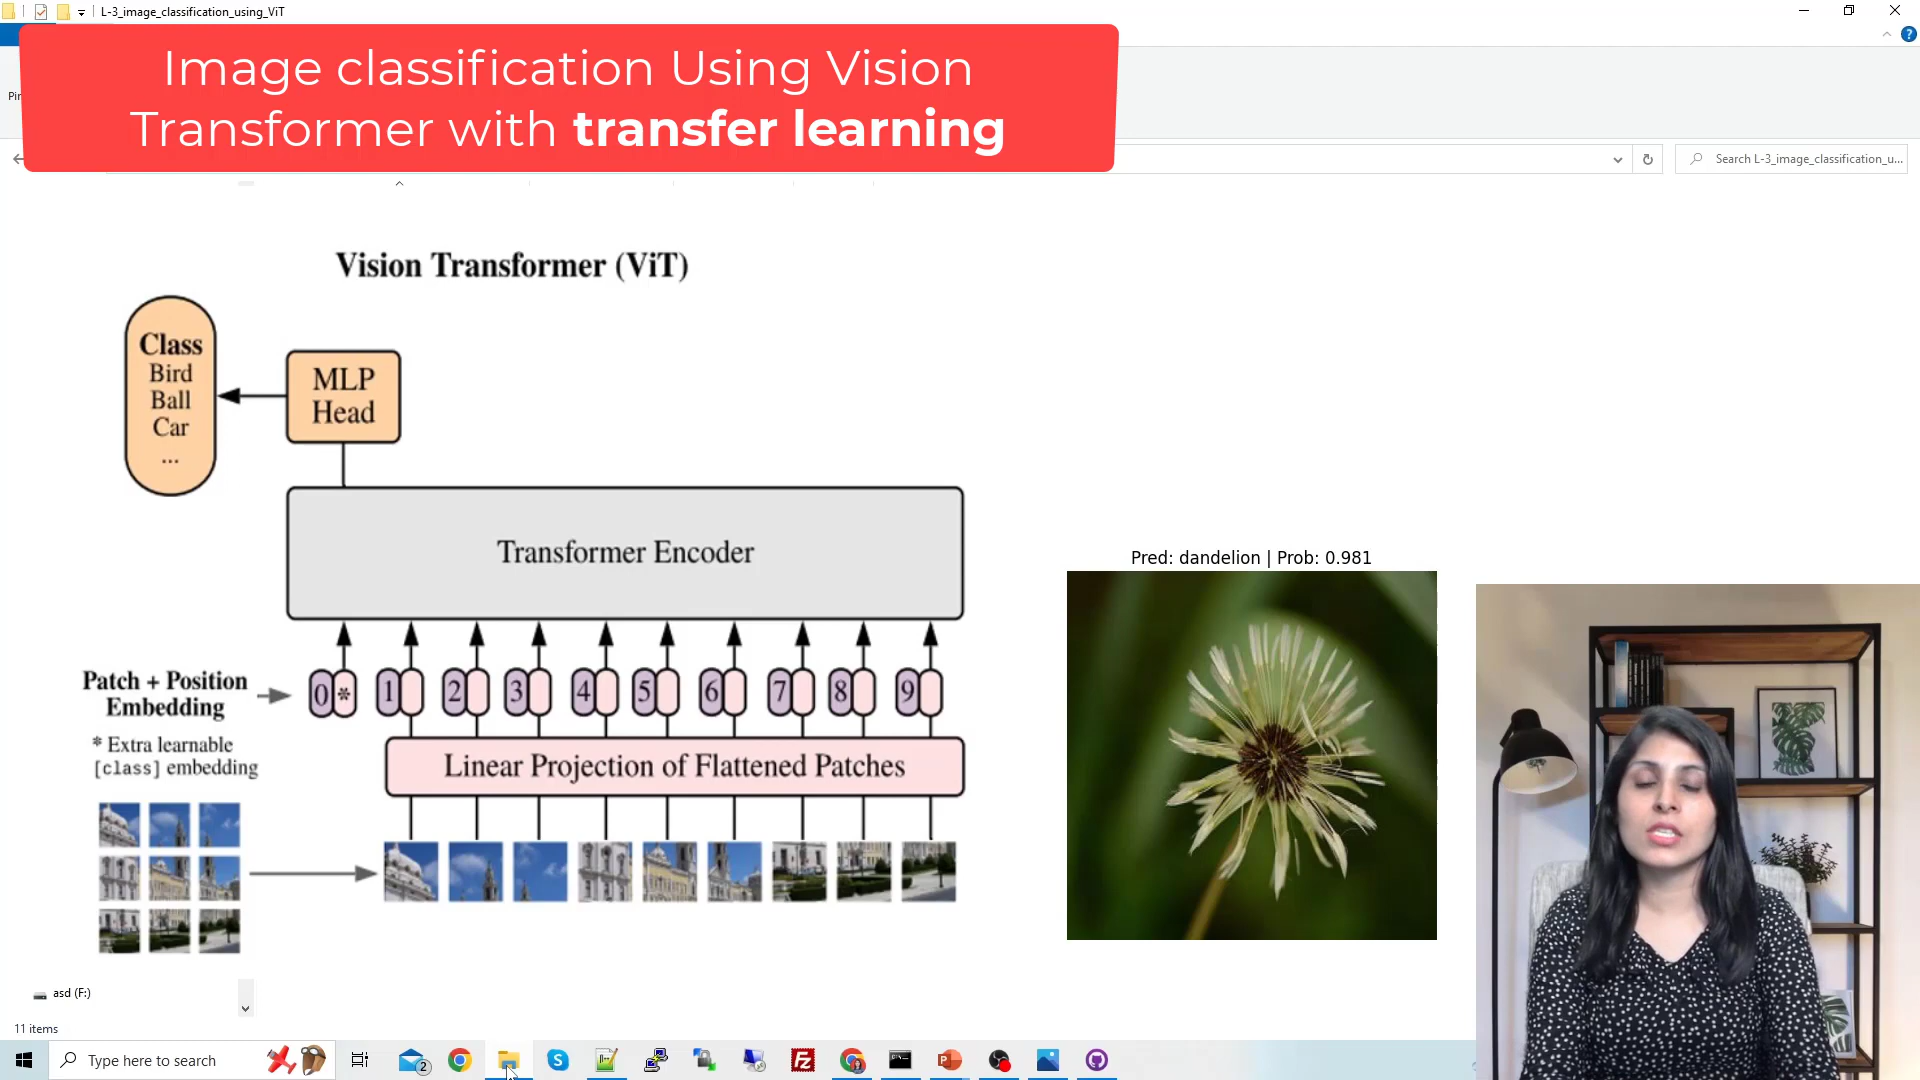 L-3_image_classification_using_ViT
Image classification Using Vision
Transformer with transfer learning
Search L-3_image_classification_u...
Vision Transformer (ViT)
Class
Bird
Ball
Car
...
MLP
Head
Transformer Encoder
Patch + Position
Embedding
0 * 1 2 3 4 5 6 7 8 9
* Extra learnable
[class] embedding
Linear Projection of Flattened Patches
Pred: dandelion | Prob: 0.981
asd (F:)
11 items
Type here to search
2